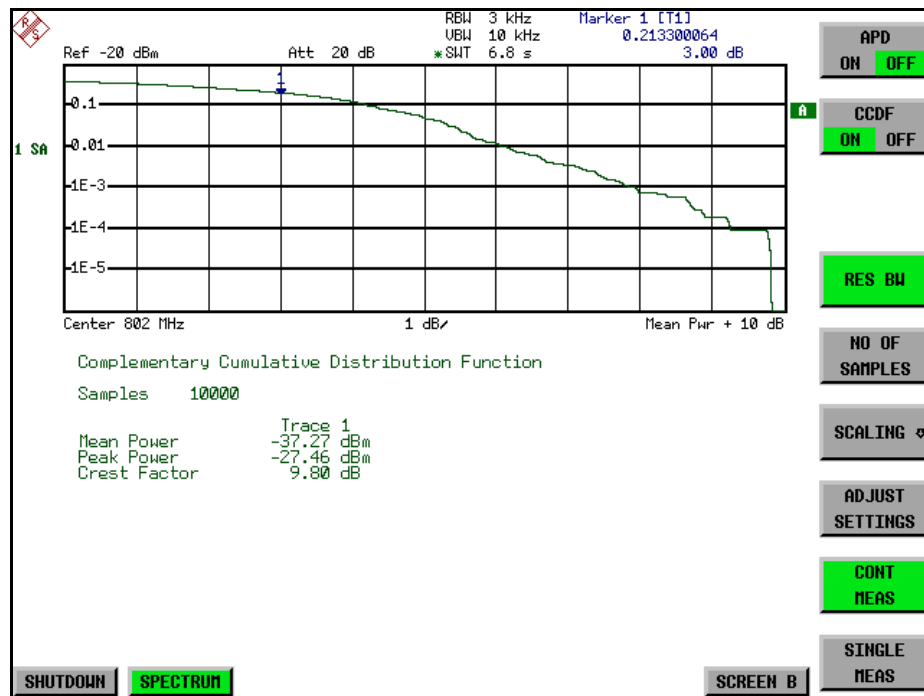 R S
RBW 3 kHz Marker 1 [T1]
VBW 10 kHz 0.213300064
Ref -20 dBm Att 20 dB *SWT 6.8 s 3.00 dB
1
0.1
A
1 SA
0.01
1E-3
1E-4
1E-5
Center 802 MHz 1 dB/ Mean Pwr + 10 dB
Complementary Cumulative Distribution Function
Samples 10000
Trace 1
Mean Power -37.27 dBm
Peak Power -27.46 dBm
Crest Factor 9.80 dB
APD
ON OFF
CCDF
ON OFF
RES BW
NO OF
SAMPLES
SCALING
ADJUST
SETTINGS
CONT
MEAS
SINGLE
MEAS
SHUTDOWN SPECTRUM SCREEN B